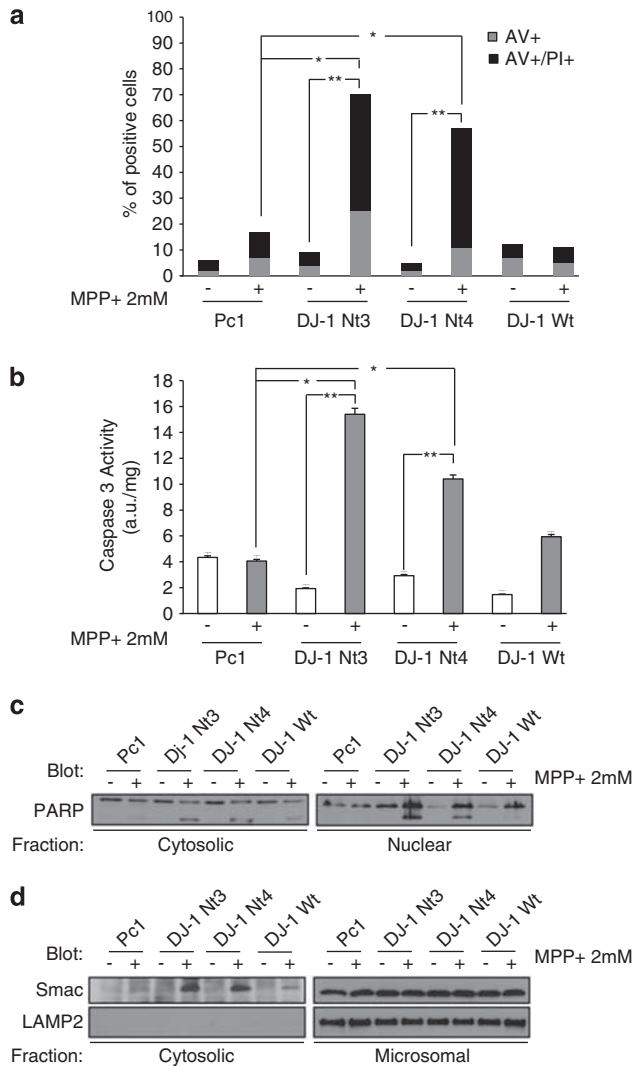 a
% of positive cells
100
90
80
70
60
50
40
30
20
10
0
AV+
AV+/PI+
*
*
**
**
MPP+ 2mM - + - + - + - +
Pc1 DJ-1 Nt3 DJ-1 Nt4 DJ-1 Wt
b
Caspase 3 Activity
(a.u./mg)
18
16
14
12
10
8
6
4
2
0
*
*
**
**
MPP+ 2mM - + - + - + - +
Pc1 DJ-1 Nt3 DJ-1 Nt4 DJ-1 Wt
c
Pc1 Dj-1 Nt3 DJ-1 Nt4 DJ-1 Wt Pc1 DJ-1 Nt3 DJ-1 Nt4 DJ-1 Wt
Blot: - + - + - + - + - + - + - + - + MPP+ 2mM
PARP
Fraction: Cytosolic Nuclear
d
Pc1 DJ-1 Nt3 DJ-1 Nt4 DJ-1 Wt Pc1 DJ-1 Nt3 DJ-1 Nt4 DJ-1 Wt
Blot: - + - + - + - + - + - + - + - + MPP+ 2mM
Smac
LAMP2
Fraction: Cytosolic Microsomal